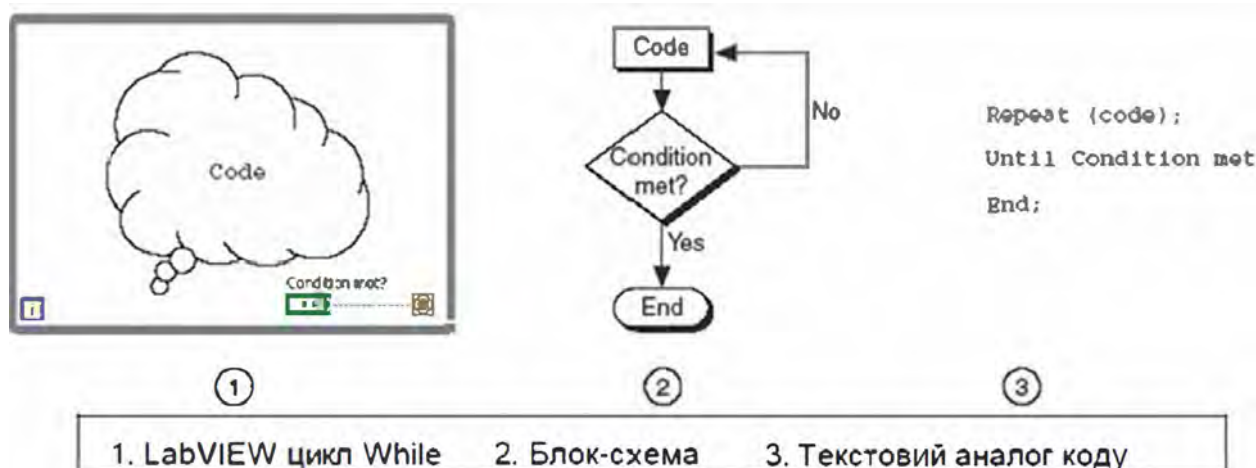 Code
Condition met?
i
Code
No
Condition
met?
Yes
End
Repeat (code);
Until Condition met
End;
1
2
3
1. LabVIEW цикл While 2. Блок-схема 3. Текстовий аналог коду